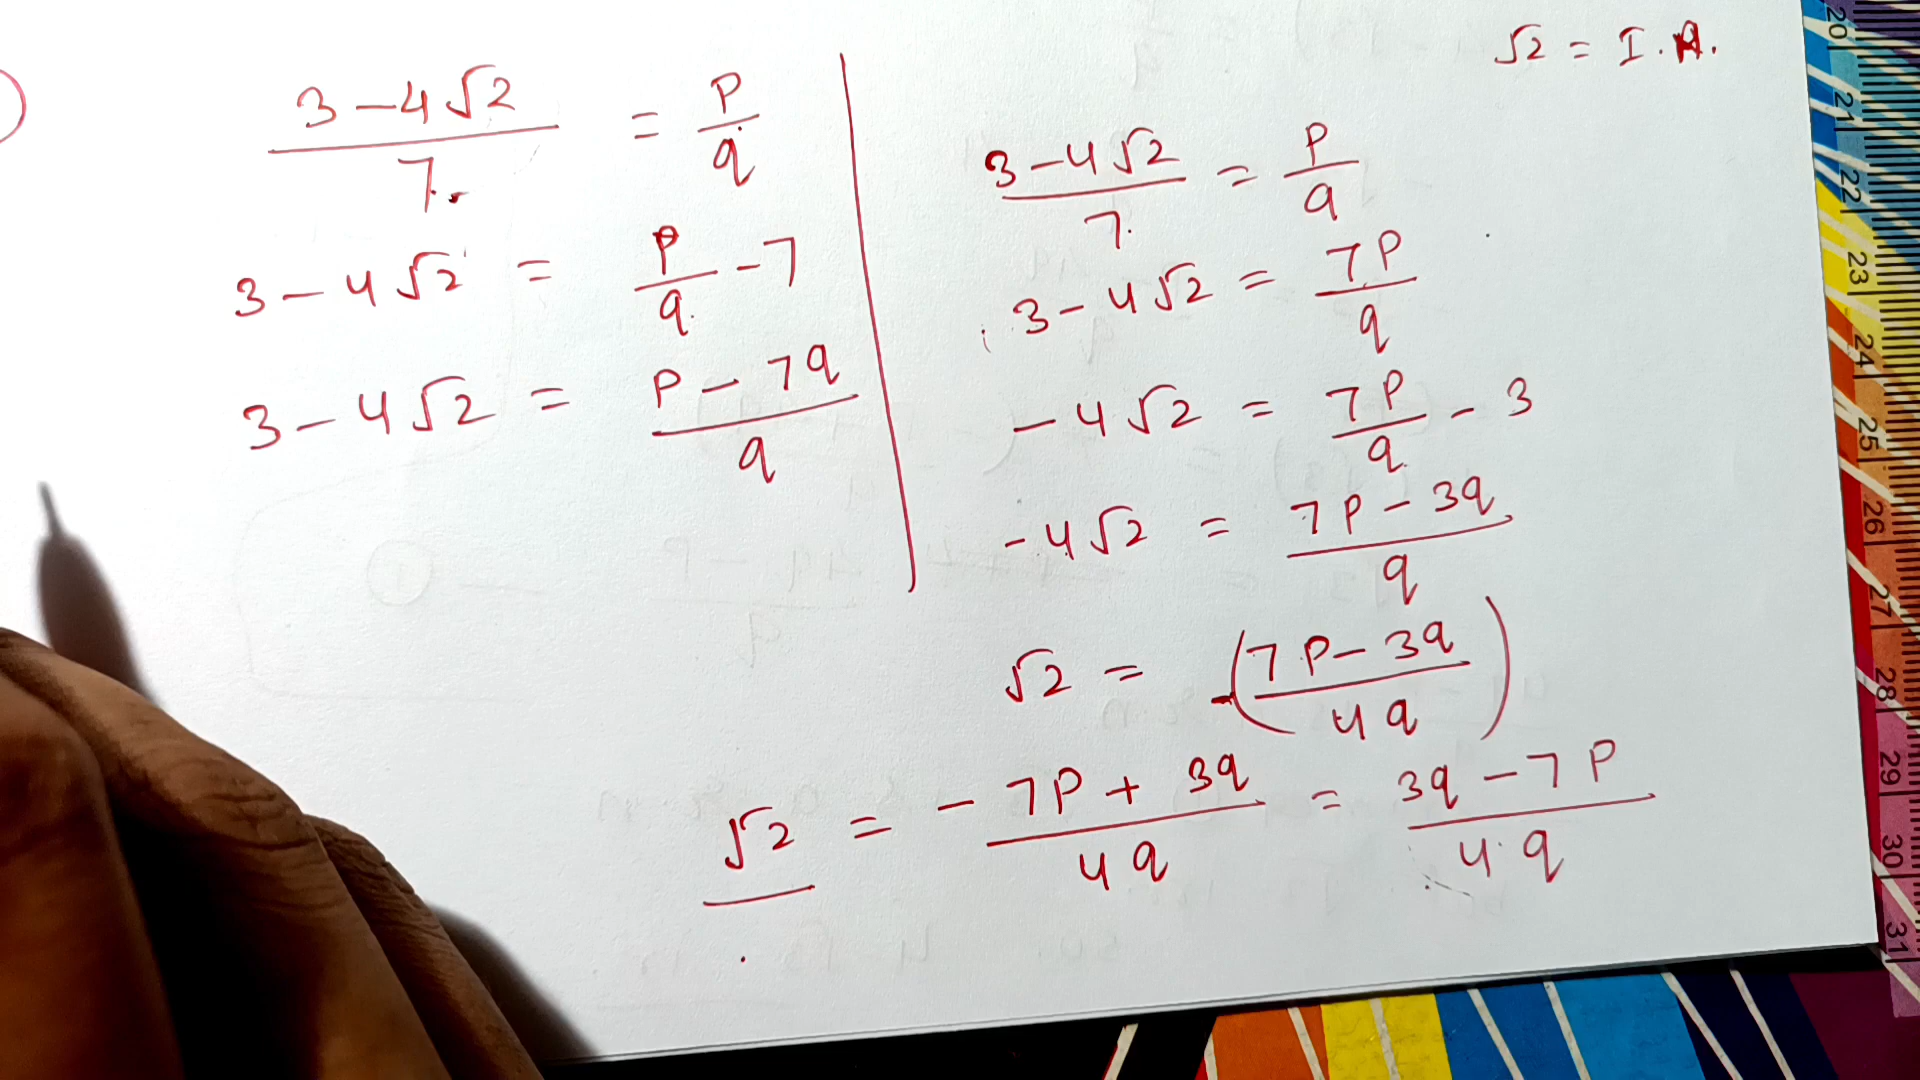 3 - 4√2 / 7. = P / q
3 - 4√2 = P / q - 7
3 - 4√2 = P - 7q / q
√2 = I.R.
3 - 4√2 / 7. = P / q
3 - 4√2 = 7P / q
- 4√2 = 7P / q - 3
- 4√2 = 7P - 3q / q
√2 = -(7P - 3q / 4q)
√2 = - 7P + 3q / 4q = 3q - 7P / 4q
20
21
22
23
24
25
26
27
28
29
30
31